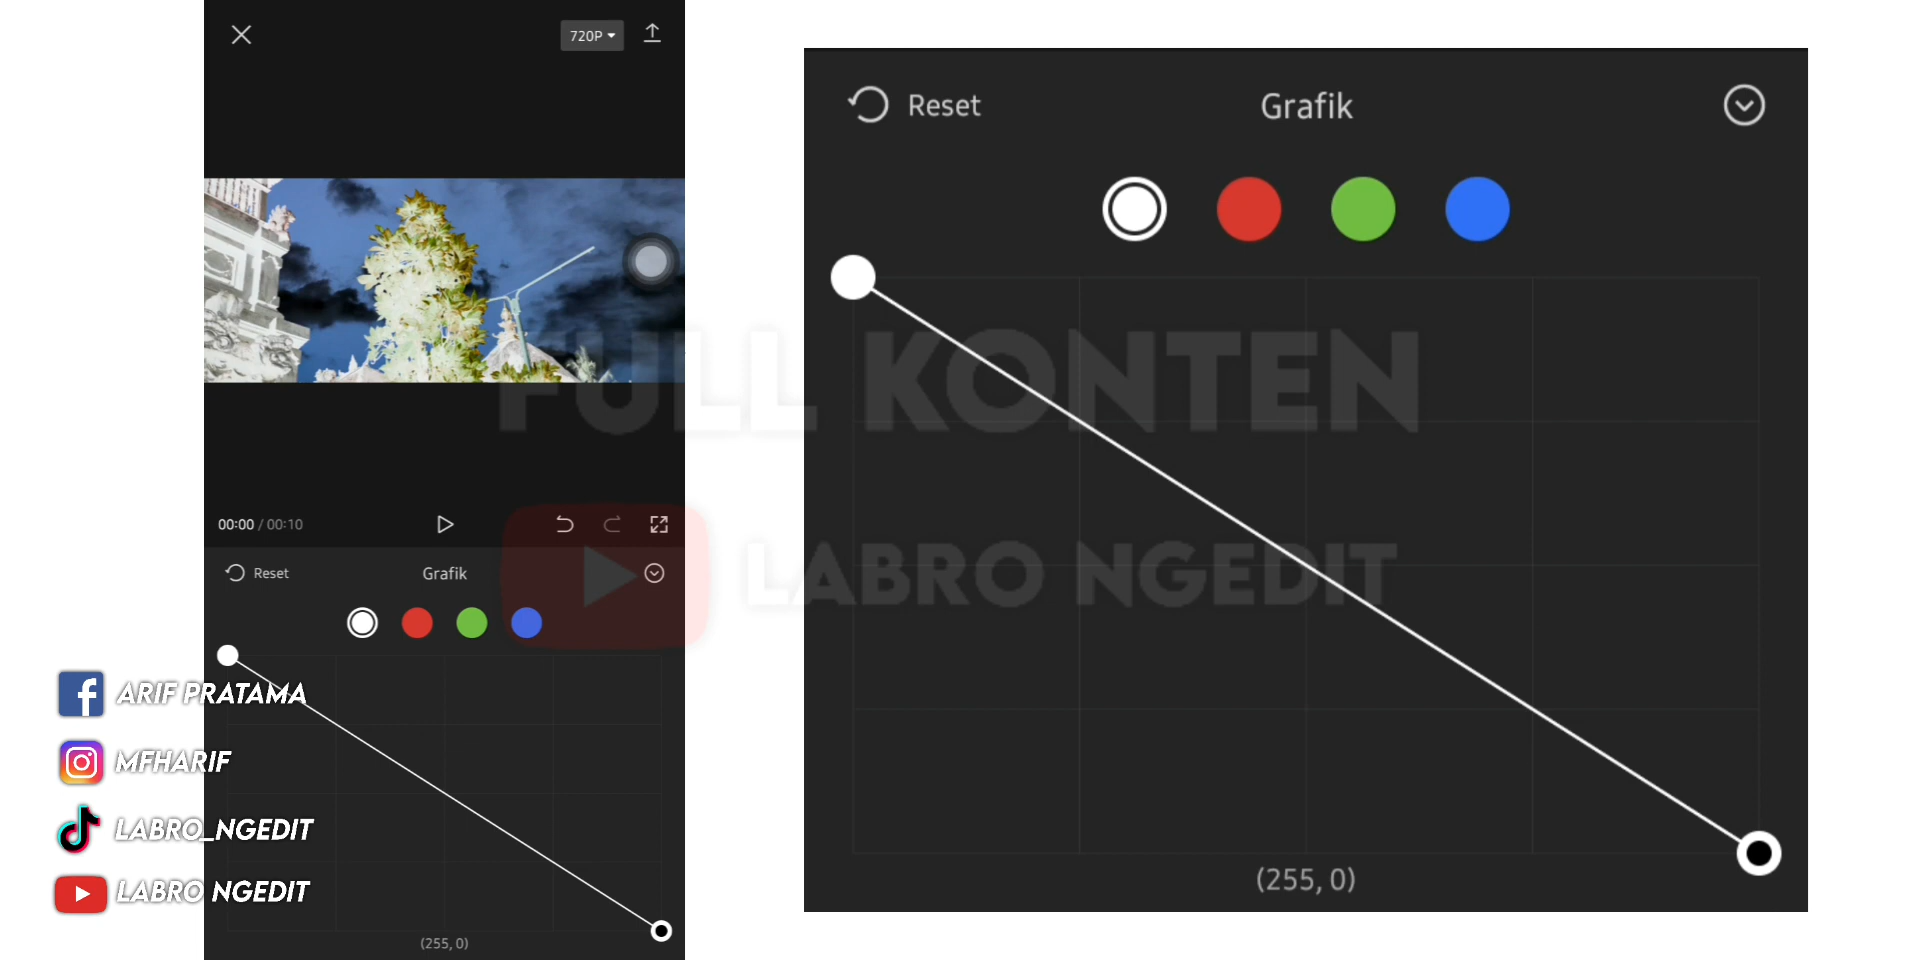 720P
00:00 / 00:10
Reset
Grafik
(255, 0)
Reset
Grafik
(255, 0)
FULL KONTEN
LABRO NGEDIT
ARIF PRATAMA
MFHARIF
LABRO_NGEDIT
LABRO NGEDIT